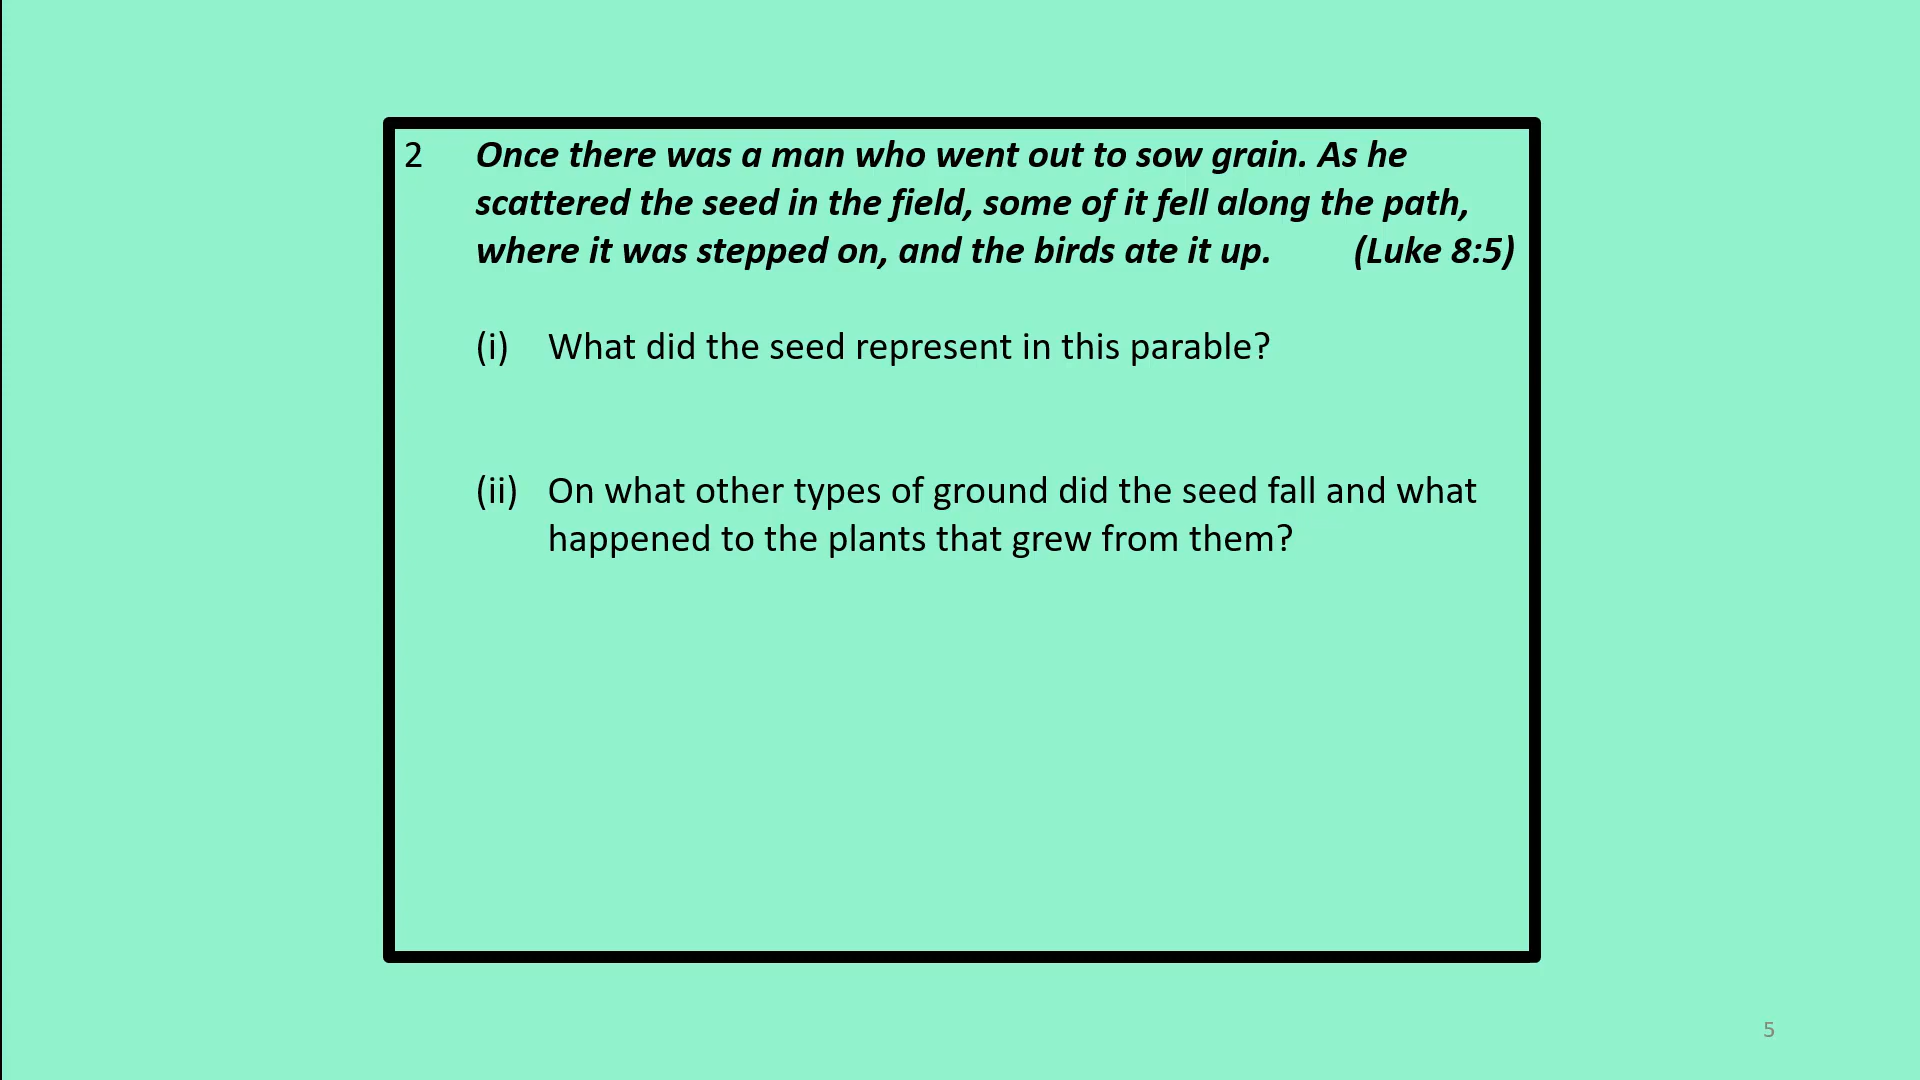 2 Once there was a man who went out to sow grain. As he
scattered the seed in the field, some of it fell along the path,
where it was stepped on, and the birds ate it up. (Luke 8:5)
(i) What did the seed represent in this parable?
(ii) On what other types of ground did the seed fall and what
happened to the plants that grew from them?
5